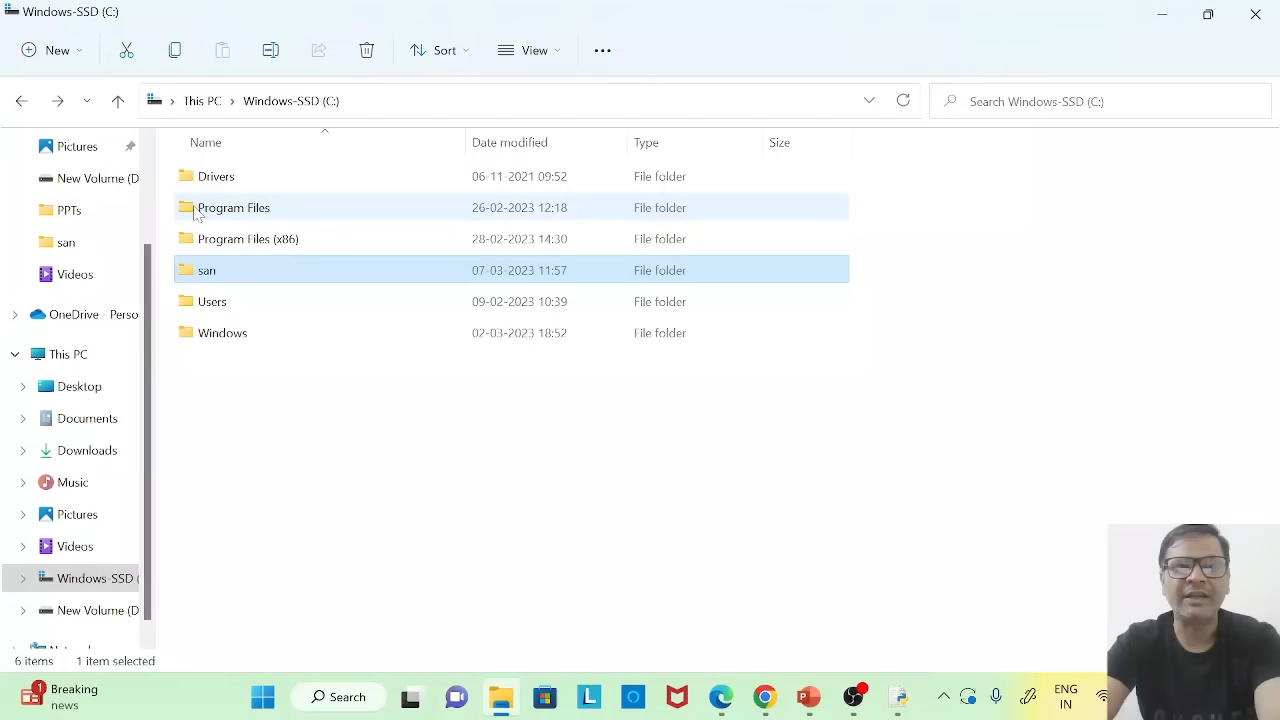 Windows-SSD (C:)
New
Sort
View
This PC
Windows-SSD (C:)
Search Windows-SSD (C:)
Name
Date modified
Type
Size
Drivers 06-11-2021 09:52 File folder
Program Files 26-02-2023 12:18 File folder
Program Files (x86) 28-02-2023 14:30 File folder
san 07-03-2023 11:57 File folder
Users 09-02-2023 10:39 File folder
Windows 02-03-2023 18:52 File folder
Pictures
New Volume (D
PPTs
san
Videos
OneDrive - Perso
This PC
Desktop
Documents
Downloads
Music
Pictures
Videos
Windows-SSD (
New Volume (D
6 items
1 item selected
1
Breaking
news
Search
L
ENG
IN